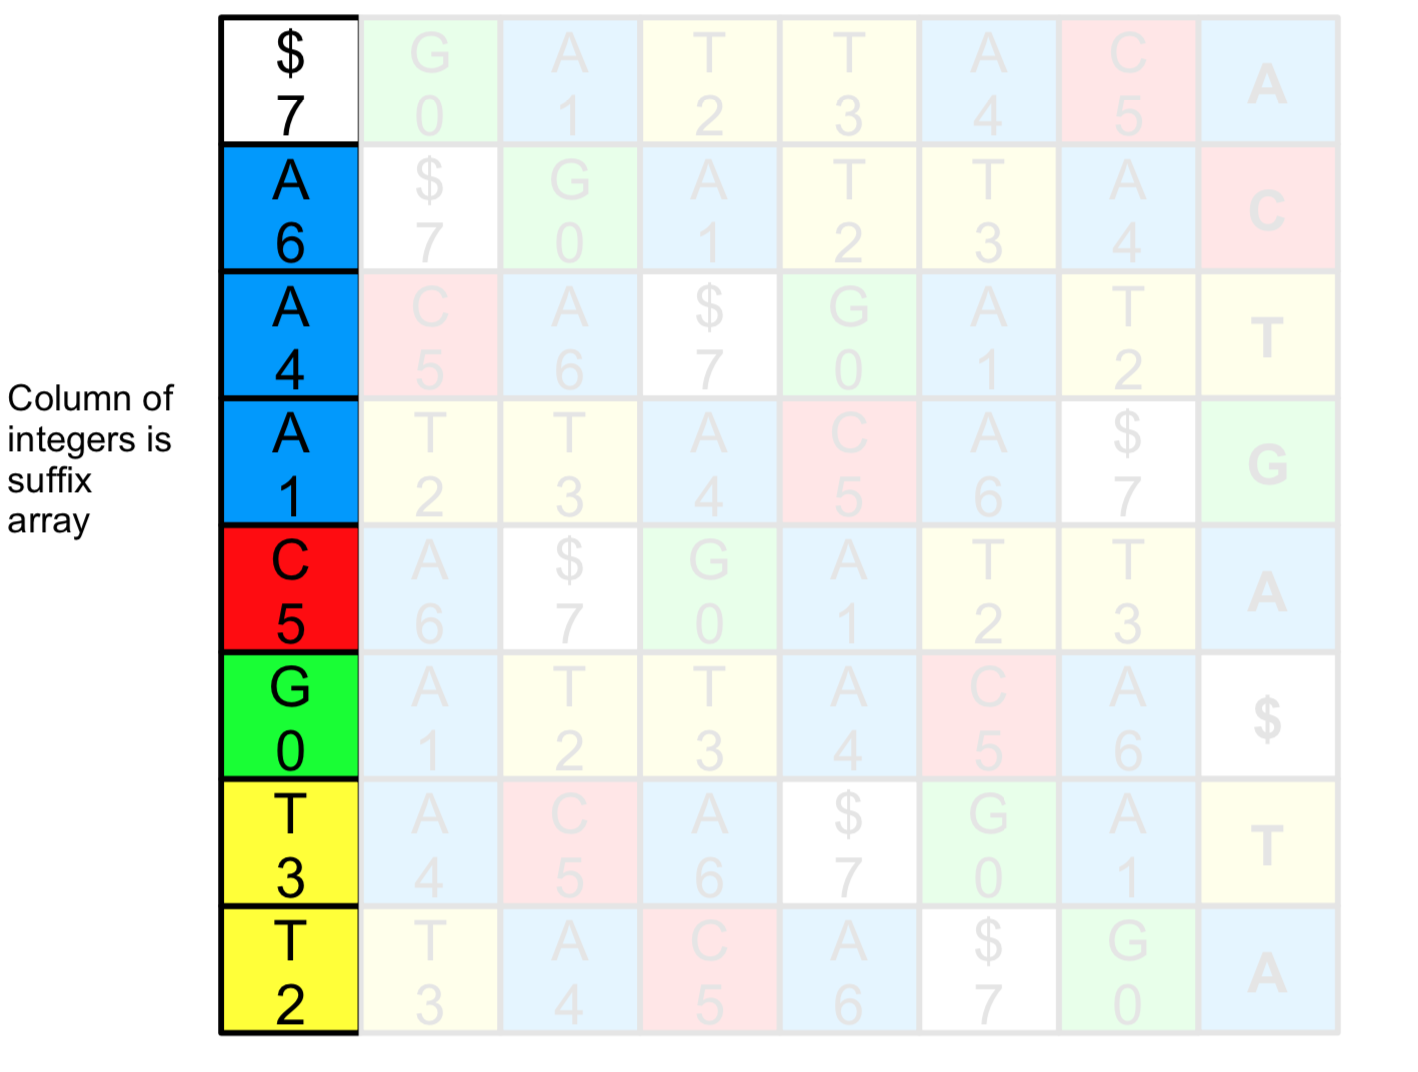 $ G A T T A C A
7 0 1 2 3 4 5
A $ G A T T A C
6 7 0 1 2 3 4
A C A $ G A T T
4 5 6 7 0 1 2
Column of
integers is
suffix
array
A T T A C A $ G
1 2 3 4 5 6 7
C A $ G A T T A
5 6 7 0 1 2 3
G A T T A C A $
0 1 2 3 4 5 6
T A C A $ G A T
3 4 5 6 7 0 1
T T A C A $ G A
2 3 4 5 6 7 0